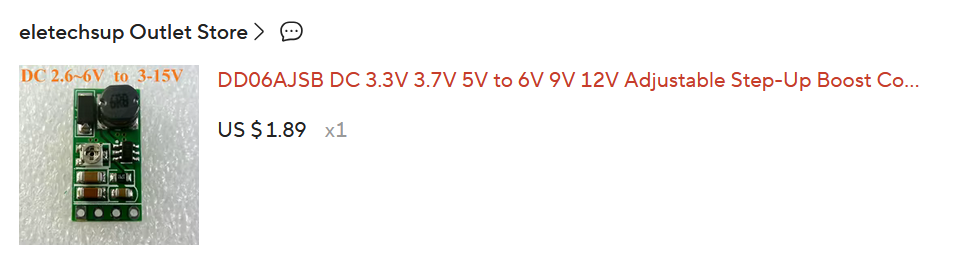 eletechsup Outlet Store
DC 2.6~6V to 3-15V
DD06AJSB DC 3.3V 3.7V 5V to 6V 9V 12V Adjustable Step-Up Boost Co...
US $1.89 x1